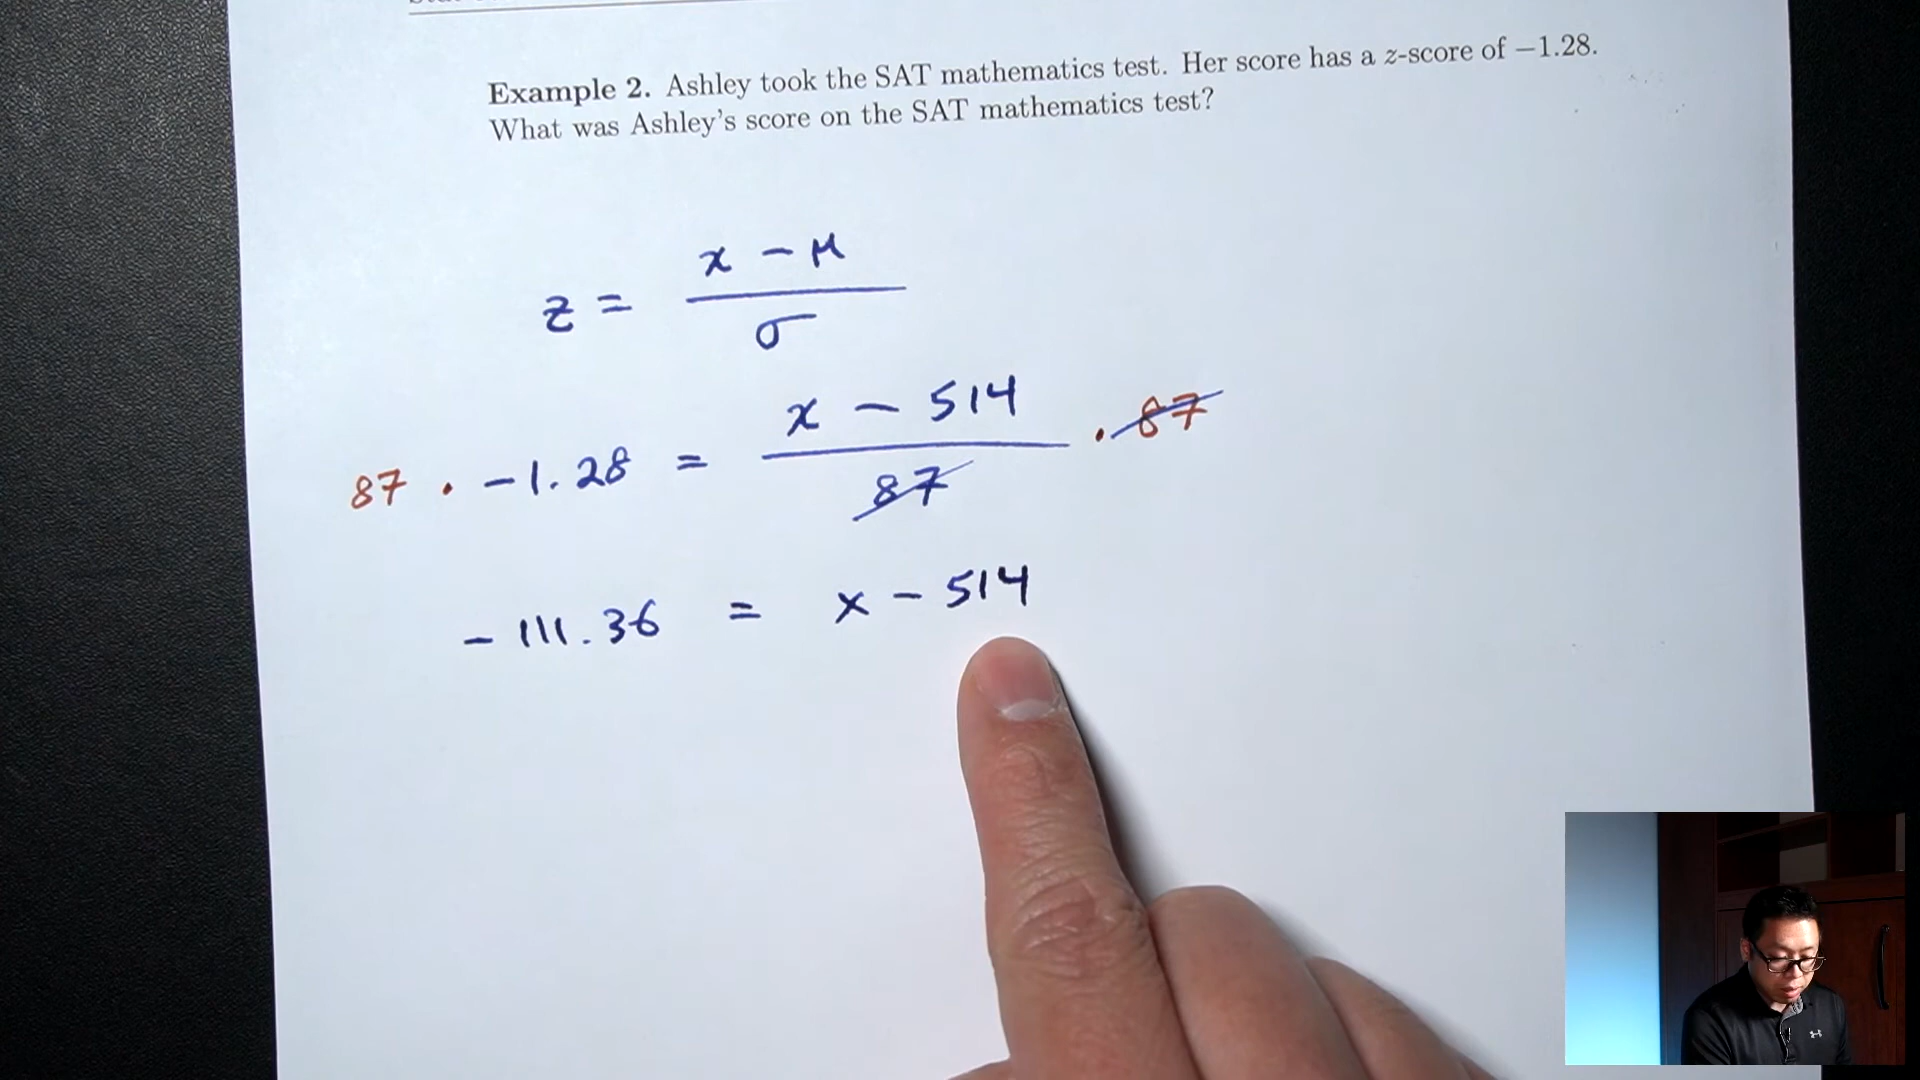 Example 2. Ashley took the SAT mathematics test. Her score has a z-score of −1.28.
What was Ashley's score on the SAT mathematics test?
z = x − μ / σ
87 · −1.28 = x − 514 / 87 · 87
−111.36 = x − 514